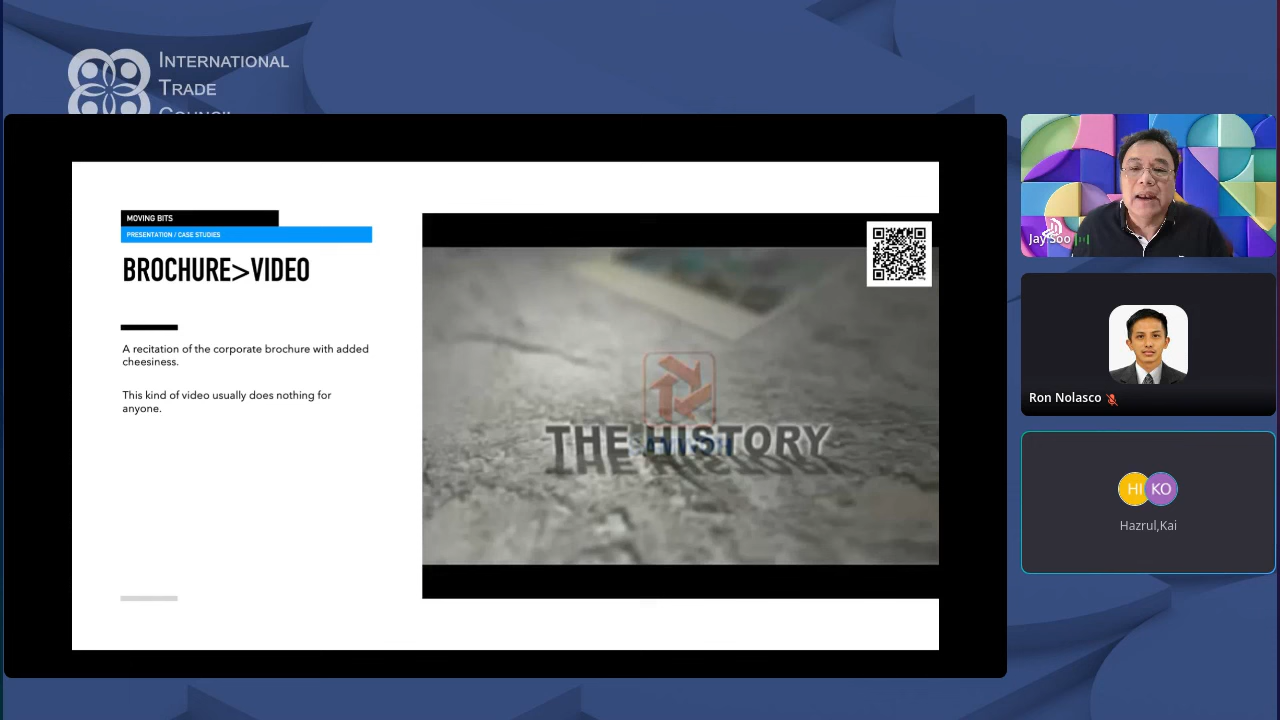 INTERNATIONAL
TRADE
COUNCIL
MOVING BITS
PRESENTATION / CASE STUDIES
BROCHURE>VIDEO
A recitation of the corporate brochure with added
cheesiness.
This kind of video usually does nothing for
anyone.
THE HISTORY
Jay Soo
Ron Nolasco
HI KO
Hazrul,Kai